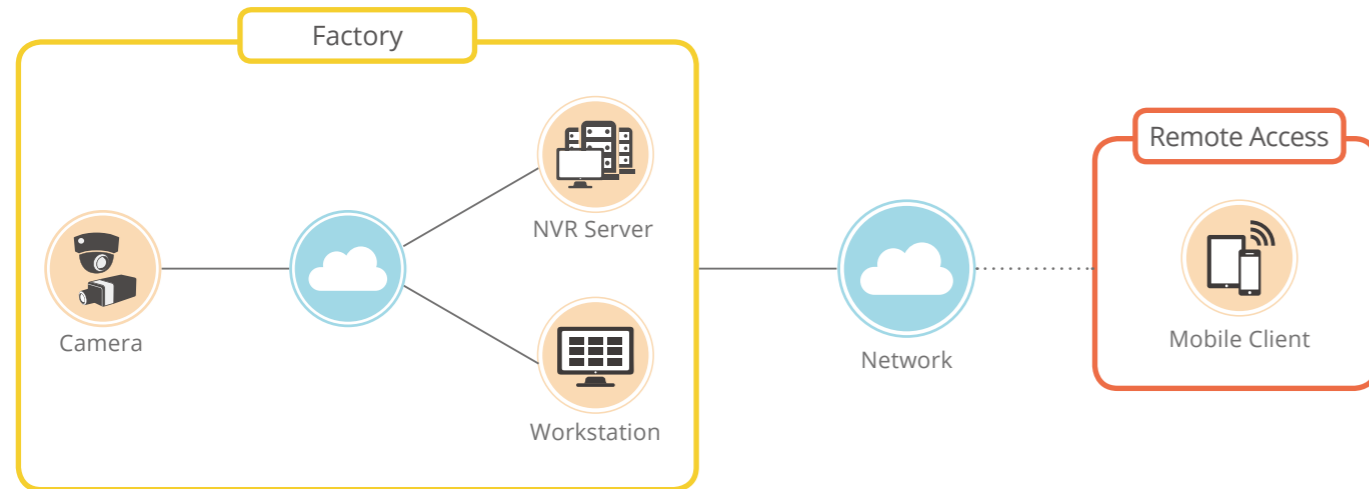 Factory
Remote Access
NVR Server
Camera
Workstation
Network
Mobile Client